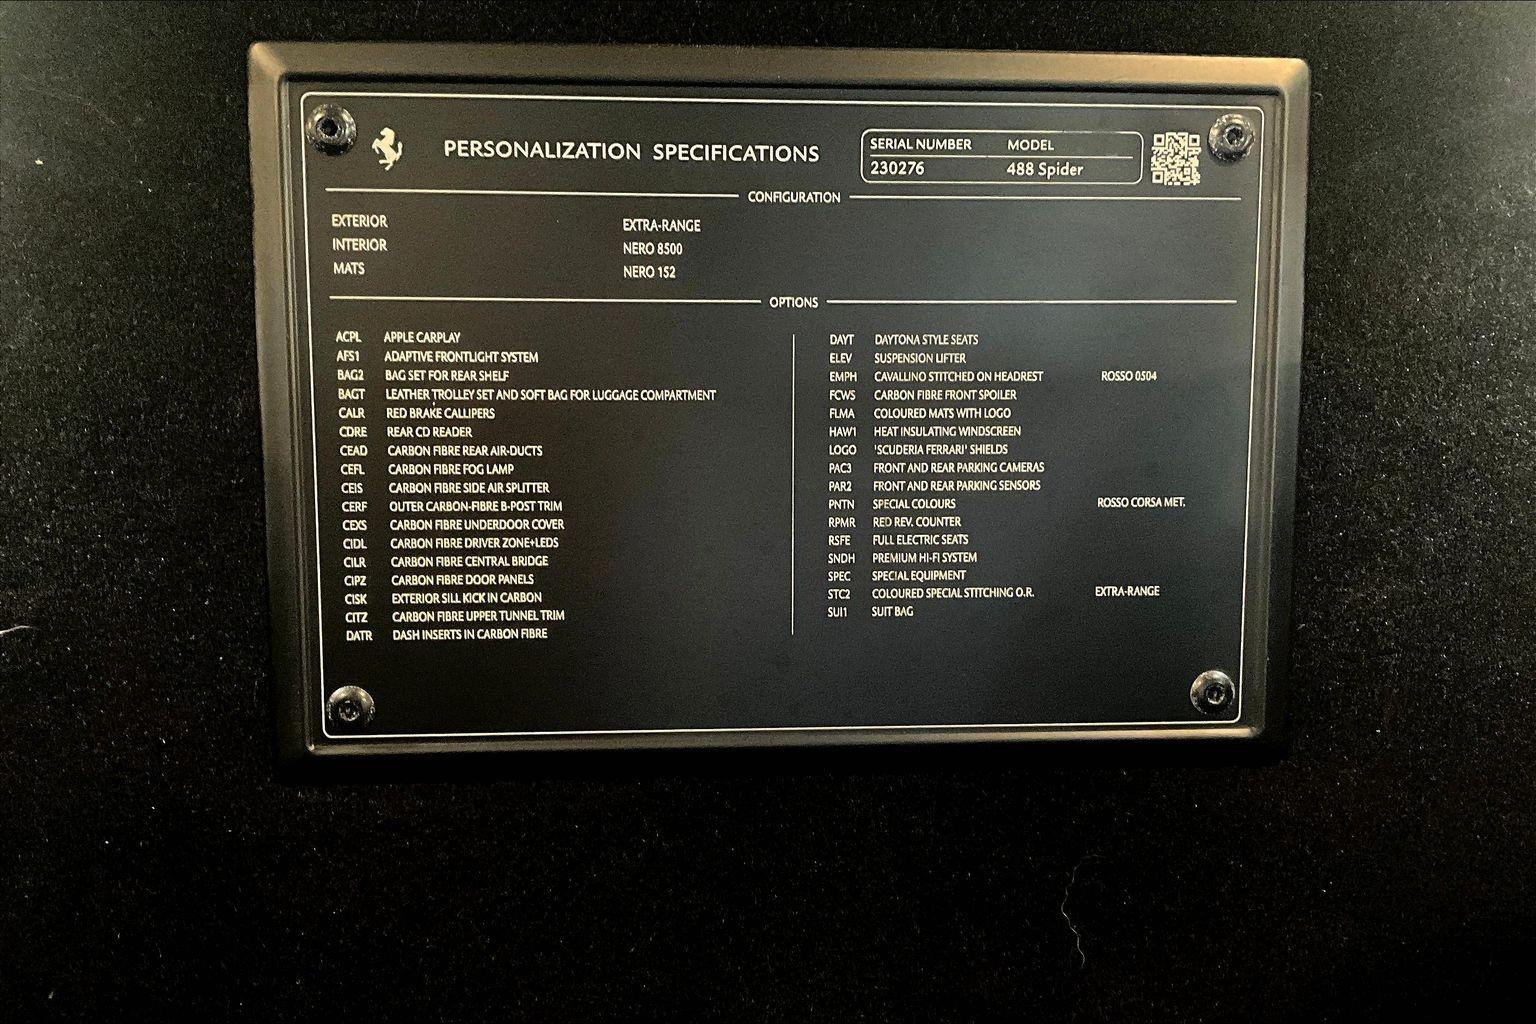 PERSONALIZATION SPECIFICATIONS
SERIAL NUMBER MODEL
230276 488 Spider
CONFIGURATION
EXTERIOR EXTRA-RANGE
INTERIOR NERO 8500
MATS NERO 152
OPTIONS
ACPL APPLE CARPLAY
AFS1 ADAPTIVE FRONTLIGHT SYSTEM
BAG2 BAG SET FOR REAR SHELF
BAGT LEATHER TROLLEY SET AND SOFT BAG FOR LUGGAGE COMPARTMENT
CALR RED BRAKE CALLIPERS
CDRE REAR CD READER
CEAD CARBON FIBRE REAR AIR-DUCTS
CEFL CARBON FIBRE FOG LAMP
CEIS CARBON FIBRE SIDE AIR SPLITTER
CERF OUTER CARBON-FIBRE B-POST TRIM
CEXS CARBON FIBRE UNDERDOOR COVER
CIDL CARBON FIBRE DRIVER ZONE+LEDS
CILR CARBON FIBRE CENTRAL BRIDGE
CIPZ CARBON FIBRE DOOR PANELS
CISK EXTERIOR SILL KICK IN CARBON
CITZ CARBON FIBRE UPPER TUNNEL TRIM
DATR DASH INSERTS IN CARBON FIBRE
DAYT DAYTONA STYLE SEATS
ELEV SUSPENSION LIFTER
EMPH CAVALLINO STITCHED ON HEADREST ROSSO 0504
FCWS CARBON FIBRE FRONT SPOILER
FLMA COLOURED MATS WITH LOGO
HAW1 HEAT INSULATING WINDSCREEN
LOGO 'SCUDERIA FERRARI' SHIELDS
PAC3 FRONT AND REAR PARKING CAMERAS
PAR2 FRONT AND REAR PARKING SENSORS
PNTN SPECIAL COLOURS ROSSO CORSA MET.
RPMR RED REV. COUNTER
RSFE FULL ELECTRIC SEATS
SNDH PREMIUM HI-FI SYSTEM
SPEC SPECIAL EQUIPMENT
STC2 COLOURED SPECIAL STITCHING O.R. EXTRA-RANGE
SUI1 SUIT BAG